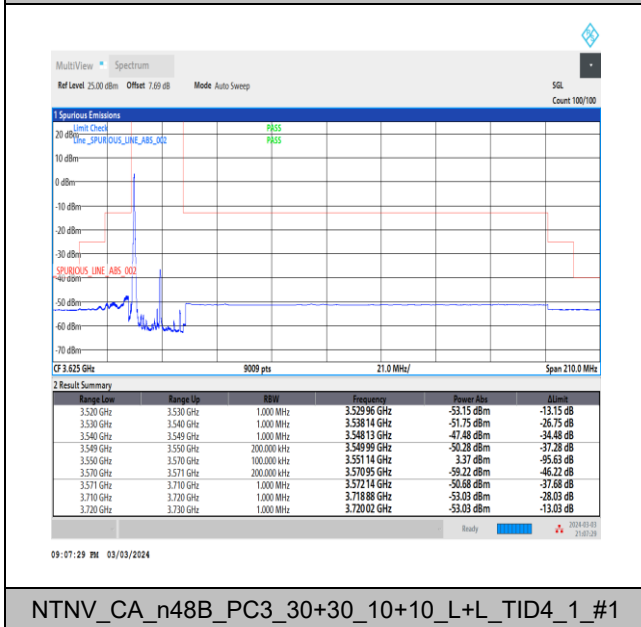 MultiView Spectrum
Ref Level 25.00 dBm Offset 7.69 dB Mode Auto Sweep SGL
Count 100/100
1 Spurious Emissions
Limit Check PASS
20 dBm
Line _SPURIOUS_LINE_ABS_002 PASS
10 dBm
0 dBm
-10 dBm
-20 dBm
-30 dBm
SPURIOUS_LINE_ABS_002
-40 dBm
-50 dBm
-60 dBm
-70 dBm
CF 3.625 GHz 9009 pts 21.0 MHz/ Span 210.0 MHz
2 Result Summary
Range Low Range Up RBW Frequency Power Abs ΔLimit
3.520 GHz 3.530 GHz 1.000 MHz 3.52996 GHz -53.15 dBm -13.15 dB
3.530 GHz 3.540 GHz 1.000 MHz 3.53814 GHz -51.75 dBm -26.75 dB
3.540 GHz 3.549 GHz 1.000 MHz 3.54813 GHz -47.48 dBm -34.48 dB
3.549 GHz 3.550 GHz 200.000 kHz 3.54999 GHz -50.28 dBm -37.28 dB
3.550 GHz 3.570 GHz 100.000 kHz 3.55114 GHz 3.37 dBm -95.63 dB
3.570 GHz 3.571 GHz 200.000 kHz 3.57095 GHz -59.22 dBm -46.22 dB
3.571 GHz 3.710 GHz 1.000 MHz 3.57214 GHz -50.68 dBm -37.68 dB
3.710 GHz 3.720 GHz 1.000 MHz 3.71888 GHz -53.03 dBm -28.03 dB
3.720 GHz 3.730 GHz 1.000 MHz 3.72002 GHz -53.03 dBm -13.03 dB
Ready 2024-03-03
21:07:29
09:07:29 PM 03/03/2024
NTNV_CA_n48B_PC3_30+30_10+10_L+L_TID4_1_#1